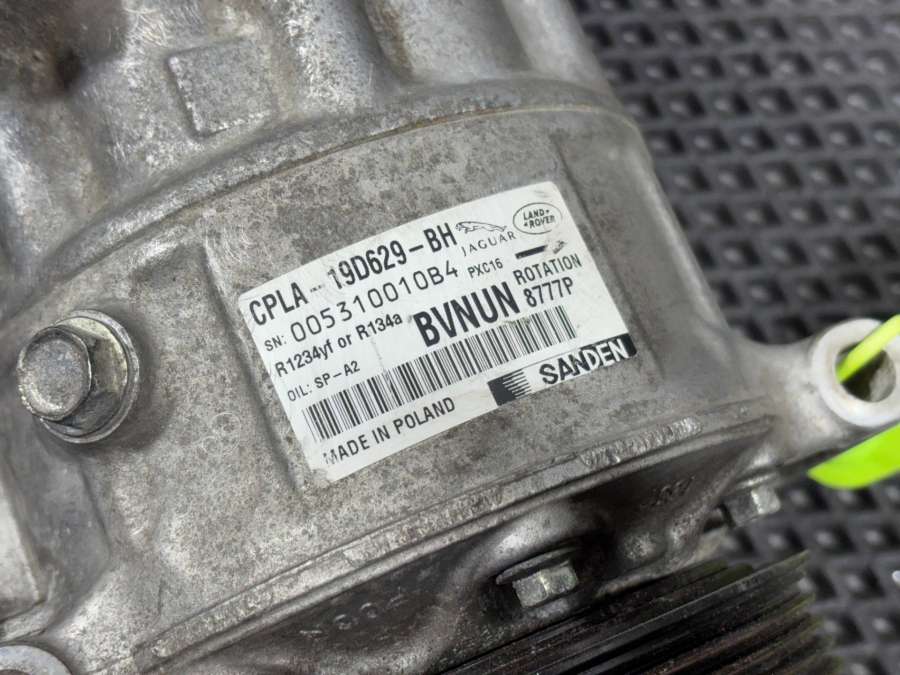 CPLA-19D629-BH
JAGUAR
LAND ROVER
SN: 005310010B4
PXC16
R1234yf or R134a
BVNUN
ROTATION
8777P
OIL: SP-A2
SANDEN
MADE IN POLAND